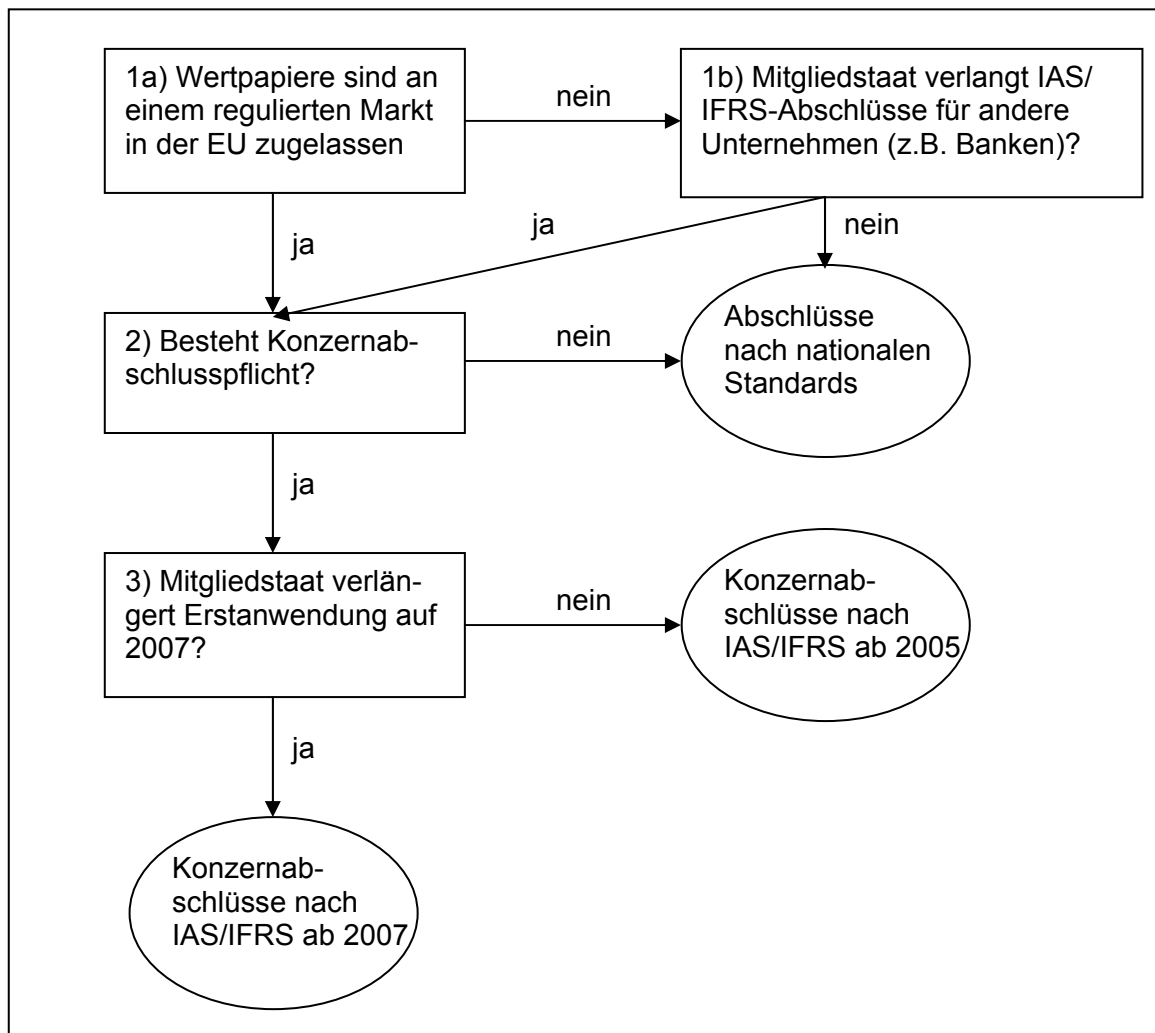 1a) Wertpapiere sind an
einem regulierten Markt
in der EU zugelassen
nein
1b) Mitgliedstaat verlangt IAS/
IFRS-Abschlüsse für andere
Unternehmen (z.B. Banken)?
ja
ja
nein
2) Besteht Konzernab-
schlusspflicht?
nein
Abschlüsse
nach nationalen
Standards
ja
3) Mitgliedstaat verlän-
gert Erstanwendung auf
2007?
nein
Konzernab-
schlüsse nach
IAS/IFRS ab 2005
ja
Konzernab-
schlüsse nach
IAS/IFRS ab 2007